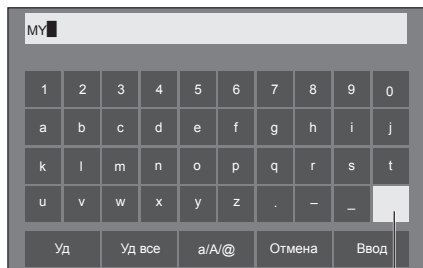 MY
1 2 3 4 5 6 7 8 9 0
a b c d e f g h i j
k l m n o p q r s t
u v w x y z . – _
Уд Уд все a/A/@ Отмена Ввод